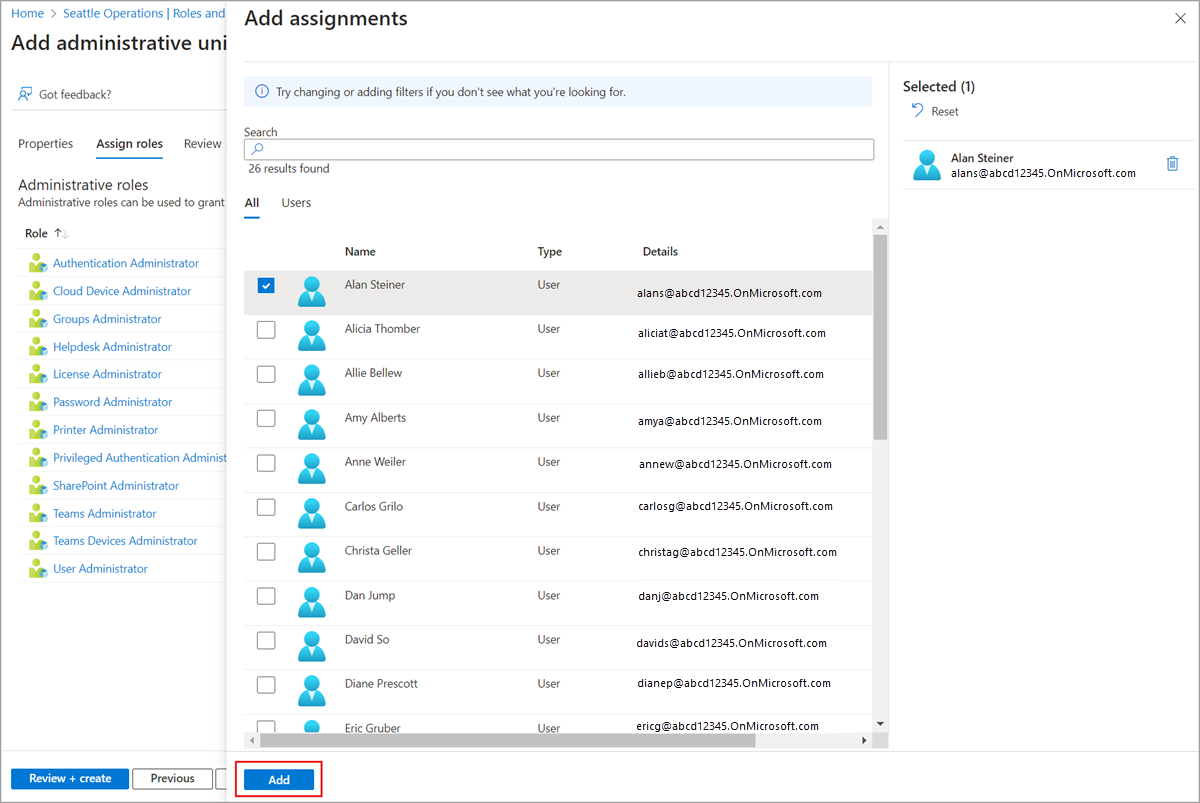 Home > Seattle Operations | Roles and
Add administrative uni
Got feedback?
Properties Assign roles Review
Administrative roles
Administrative roles can be used to grant
Role
Authentication Administrator
Cloud Device Administrator
Groups Administrator
Helpdesk Administrator
License Administrator
Password Administrator
Printer Administrator
Privileged Authentication Administ
SharePoint Administrator
Teams Administrator
Teams Devices Administrator
User Administrator
Review + create Previous
Add assignments
Try changing or adding filters if you don't see what you're looking for.
Search
26 results found
All Users
Name Type Details
Alan Steiner User alans@abcd12345.OnMicrosoft.com
Alicia Thomber User aliciat@abcd12345.OnMicrosoft.com
Allie Bellew User allieb@abcd12345.OnMicrosoft.com
Amy Alberts User amya@abcd12345.OnMicrosoft.com
Anne Weiler User annew@abcd12345.OnMicrosoft.com
Carlos Grilo User carlosg@abcd12345.OnMicrosoft.com
Christa Geller User christag@abcd12345.OnMicrosoft.com
Dan Jump User danj@abcd12345.OnMicrosoft.com
David So User davids@abcd12345.OnMicrosoft.com
Diane Prescott User dianep@abcd12345.OnMicrosoft.com
Eric Gruber User ericg@abcd12345.OnMicrosoft.com
Add
Selected (1)
Reset
Alan Steiner
alans@abcd12345.OnMicrosoft.com